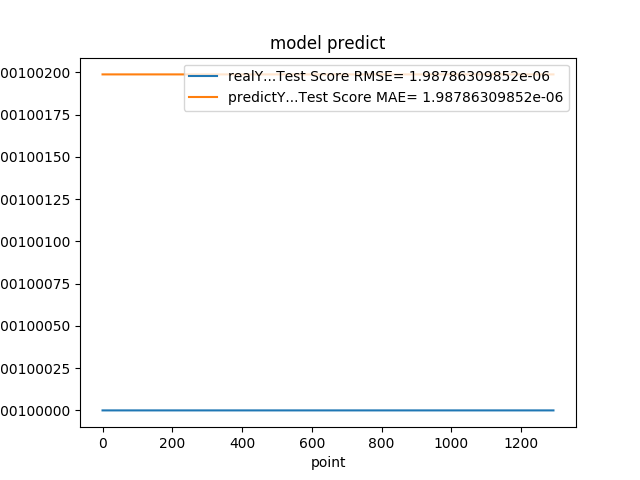 model predict
realY...Test Score RMSE= 1.98786309852e-06
predictY...Test Score MAE= 1.98786309852e-06
00100200
00100175
00100150
00100125
00100100
00100075
00100050
00100025
00100000
0 200 400 600 800 1000 1200
point